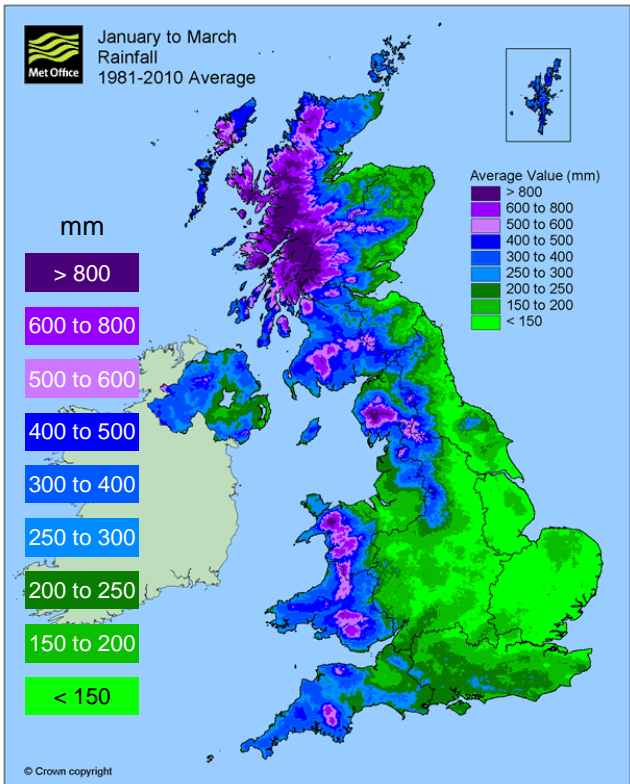 Met Office
January to March
Rainfall
1981-2010 Average
mm
> 800
600 to 800
500 to 600
400 to 500
300 to 400
250 to 300
200 to 250
150 to 200
< 150
Average Value (mm)
> 800
600 to 800
500 to 600
400 to 500
300 to 400
250 to 300
200 to 250
150 to 200
< 150
© Crown copyright